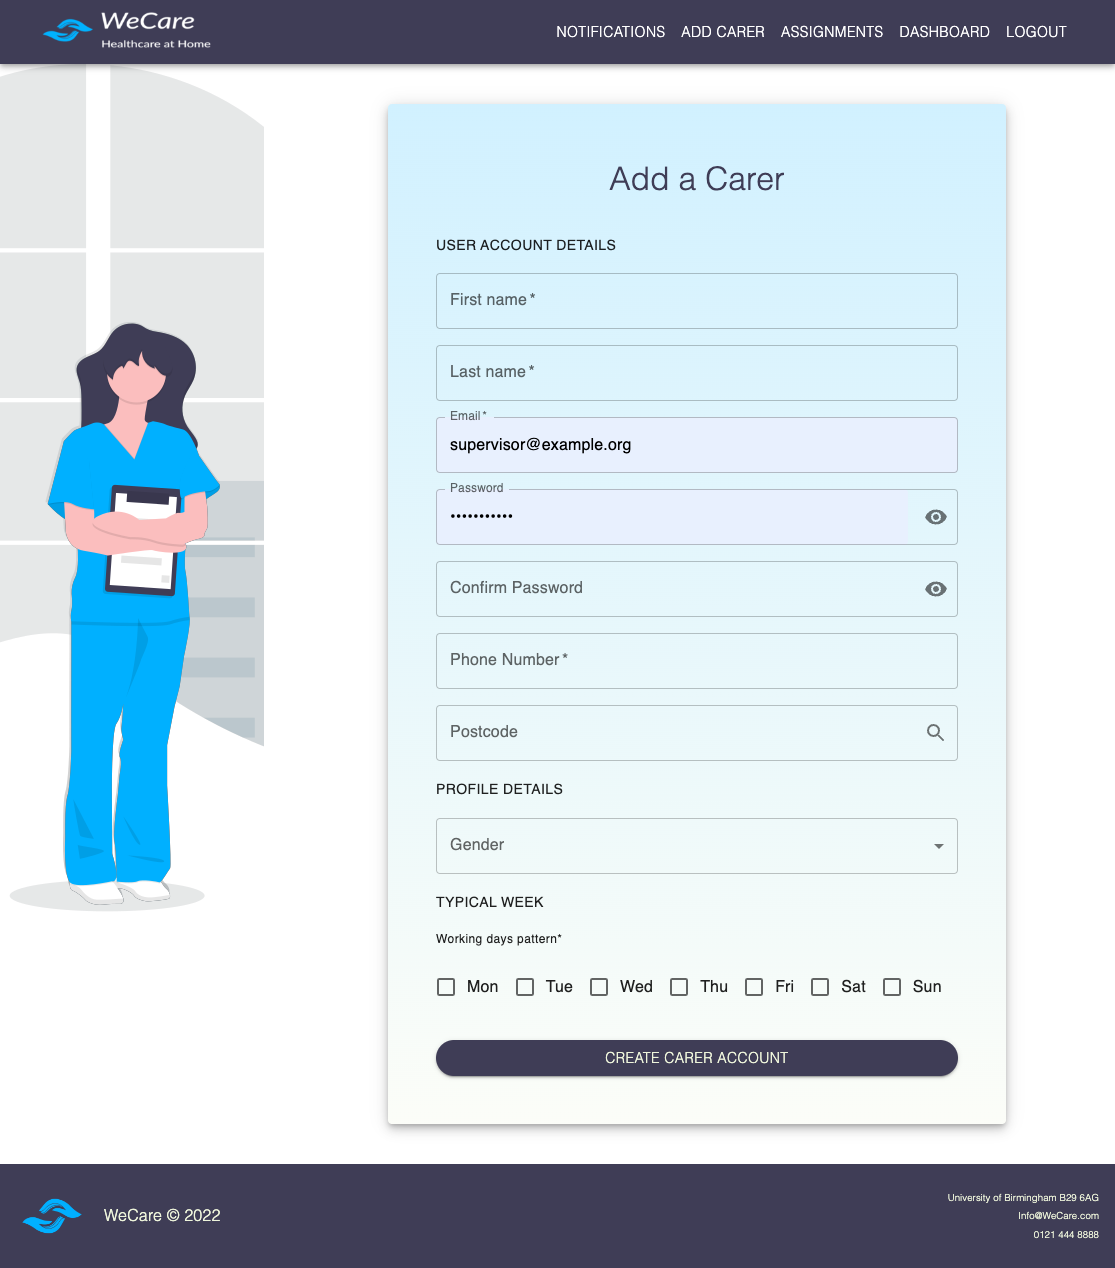 WeCare
Healthcare at Home
NOTIFICATIONS ADD CARER ASSIGNMENTS DASHBOARD LOGOUT
Add a Carer
USER ACCOUNT DETAILS
First name *
Last name *
Email *
supervisor@example.org
Password
•••••••••••
Confirm Password
Phone Number *
Postcode
PROFILE DETAILS
Gender
TYPICAL WEEK
Working days pattern*
Mon Tue Wed Thu Fri Sat Sun
CREATE CARER ACCOUNT
WeCare © 2022
University of Birmingham B29 6AG
Info@WeCare.com
0121 444 8888